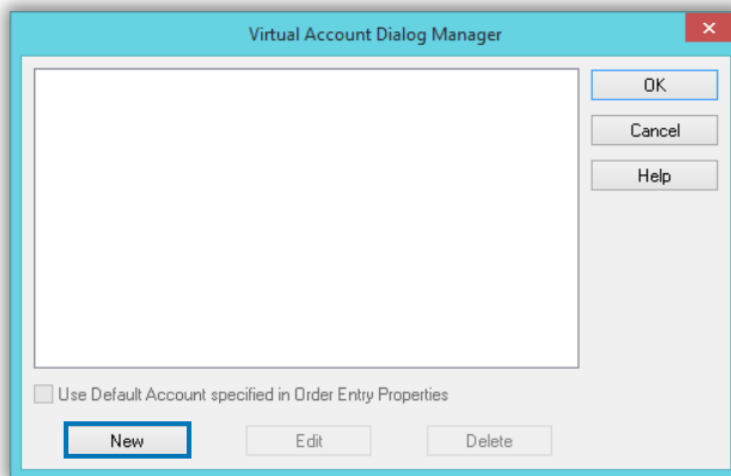 Virtual Account Dialog Manager
OK
Cancel
Help
Use Default Account specified in Order Entry Properties
New Edit Delete